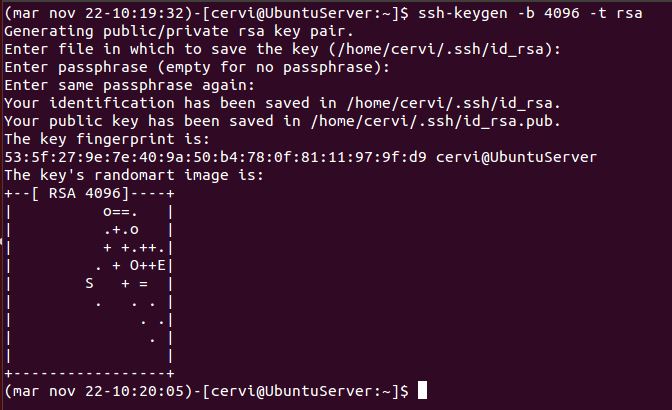 (mar nov 22-10:19:32)-[cervi@UbuntuServer:~]$ ssh-keygen -b 4096 -t rsa
Generating public/private rsa key pair.
Enter file in which to save the key (/home/cervi/.ssh/id_rsa):
Enter passphrase (empty for no passphrase):
Enter same passphrase again:
Your identification has been saved in /home/cervi/.ssh/id_rsa.
Your public key has been saved in /home/cervi/.ssh/id_rsa.pub.
The key fingerprint is:
53:5f:27:9e:7e:40:9a:50:b4:78:0f:81:11:97:9f:d9 cervi@UbuntuServer
The key's randomart image is:
+--[ RSA 4096]----+
|          o==.   |
|          .+.o   |
|          + +.++.|
|         . + O++E|
|        S   + =  |
|         .   . . |
|              . .|
|               . |
|                 |
+-----------------+
(mar nov 22-10:20:05)-[cervi@UbuntuServer:~]$